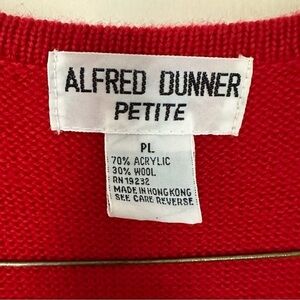 ALFRED DUNNER
PETITE
PL
70% ACRYLIC
30% WOOL
RN 19232
MADE IN HONG KONG
SEE CARE REVERSE